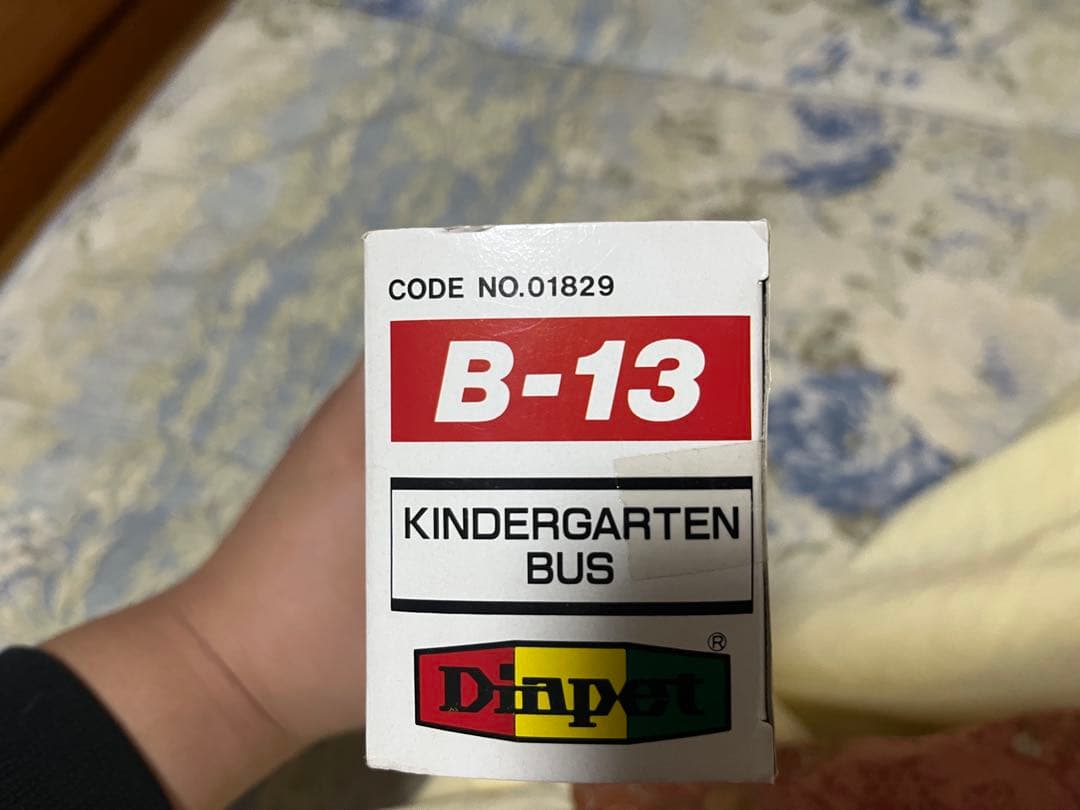 CODE NO.01829
B-13
KINDERGARTEN
BUS
®
Diapet